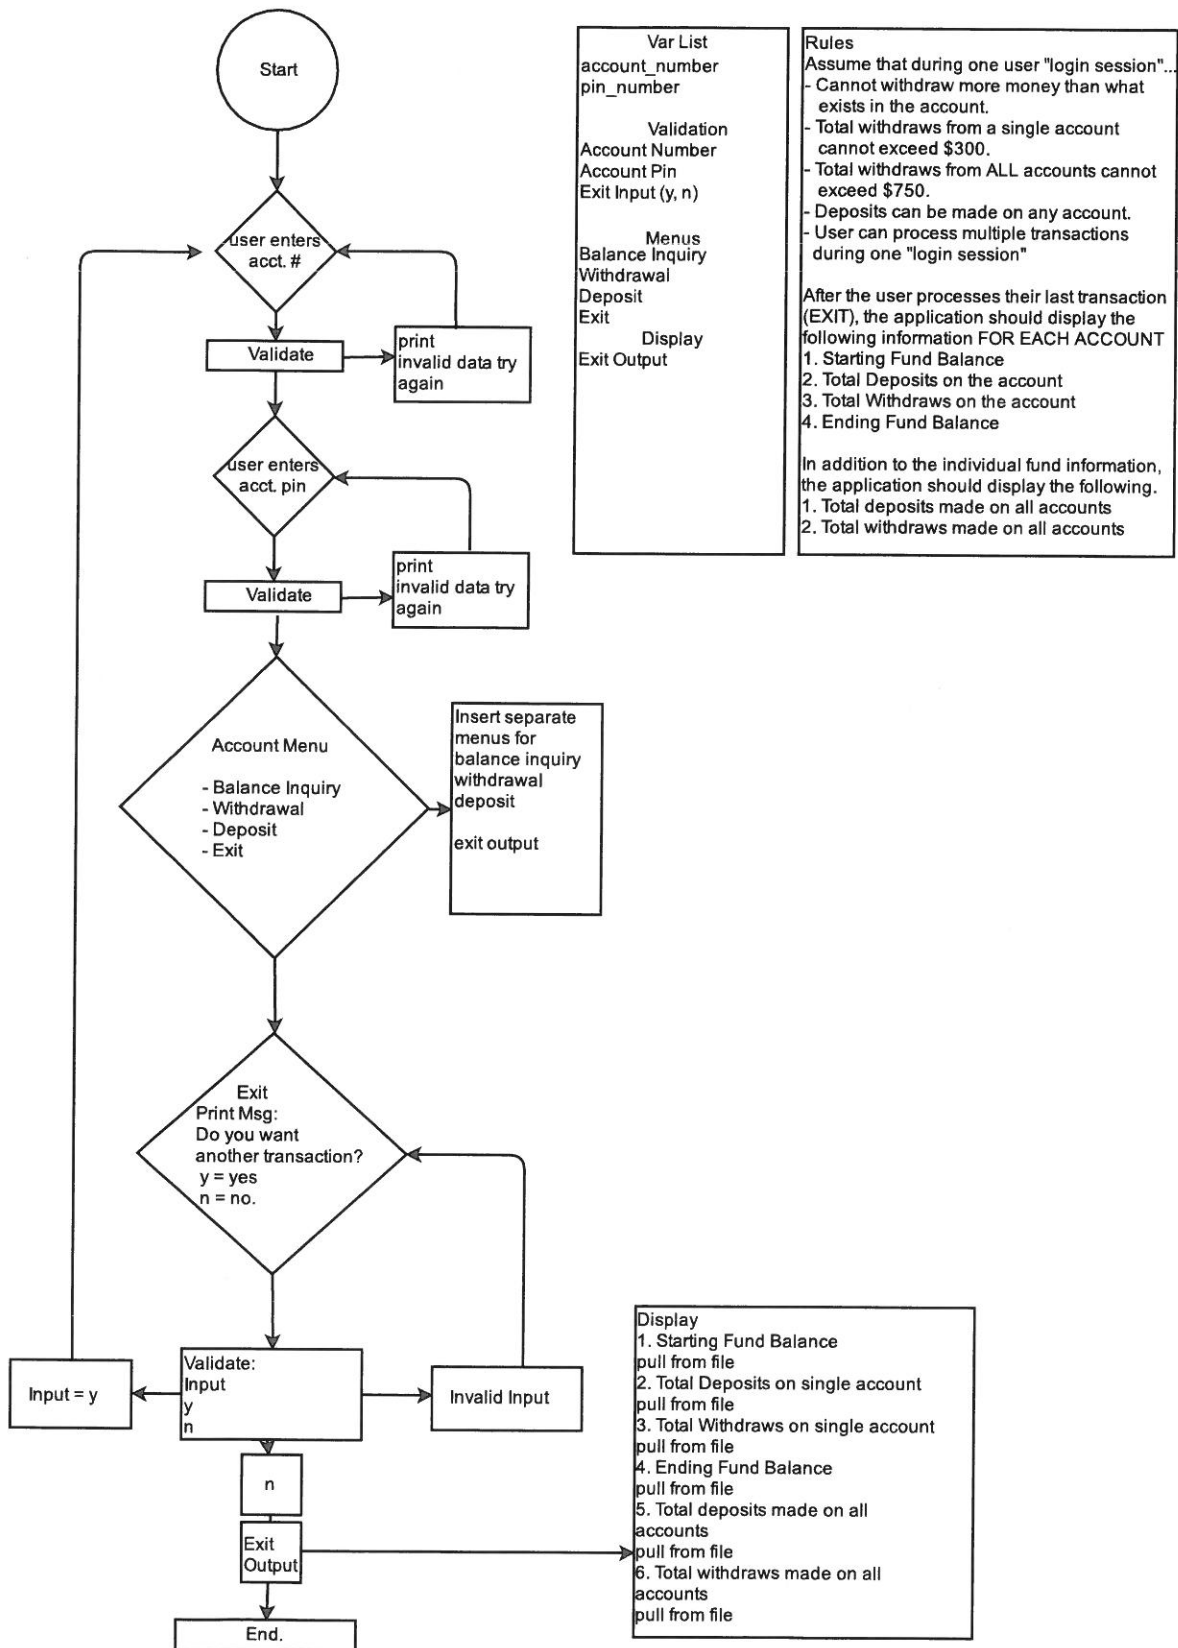 Start
user enters
acct. #
Validate
print
invalid data try
again
user enters
acct. pin
Validate
print
invalid data try
again
Account Menu
- Balance Inquiry
- Withdrawal
- Deposit
- Exit
Insert separate
menus for
balance inquiry
withdrawal
deposit
exit output
Exit
Print Msg:
Do you want
another transaction?
y = yes
n = no.
Validate:
Input
y
n
Input = y
Invalid Input
n
Exit
Output
End.
Var List
account_number
pin_number
Validation
Account Number
Account Pin
Exit Input (y, n)
Menus
Balance Inquiry
Withdrawal
Deposit
Exit
Display
Exit Output
Rules
Assume that during one user "login session"...
- Cannot withdraw more money than what
exists in the account.
- Total withdraws from a single account
cannot exceed $300.
- Total withdraws from ALL accounts cannot
exceed $750.
- Deposits can be made on any account.
- User can process multiple transactions
during one "login session"
After the user processes their last transaction
(EXIT), the application should display the
following information FOR EACH ACCOUNT
1. Starting Fund Balance
2. Total Deposits on the account
3. Total Withdraws on the account
4. Ending Fund Balance
In addition to the individual fund information,
the application should display the following.
1. Total deposits made on all accounts
2. Total withdraws made on all accounts
Display
1. Starting Fund Balance
pull from file
2. Total Deposits on single account
pull from file
3. Total Withdraws on single account
pull from file
4. Ending Fund Balance
pull from file
5. Total deposits made on all
accounts
pull from file
6. Total withdraws made on all
accounts
pull from file